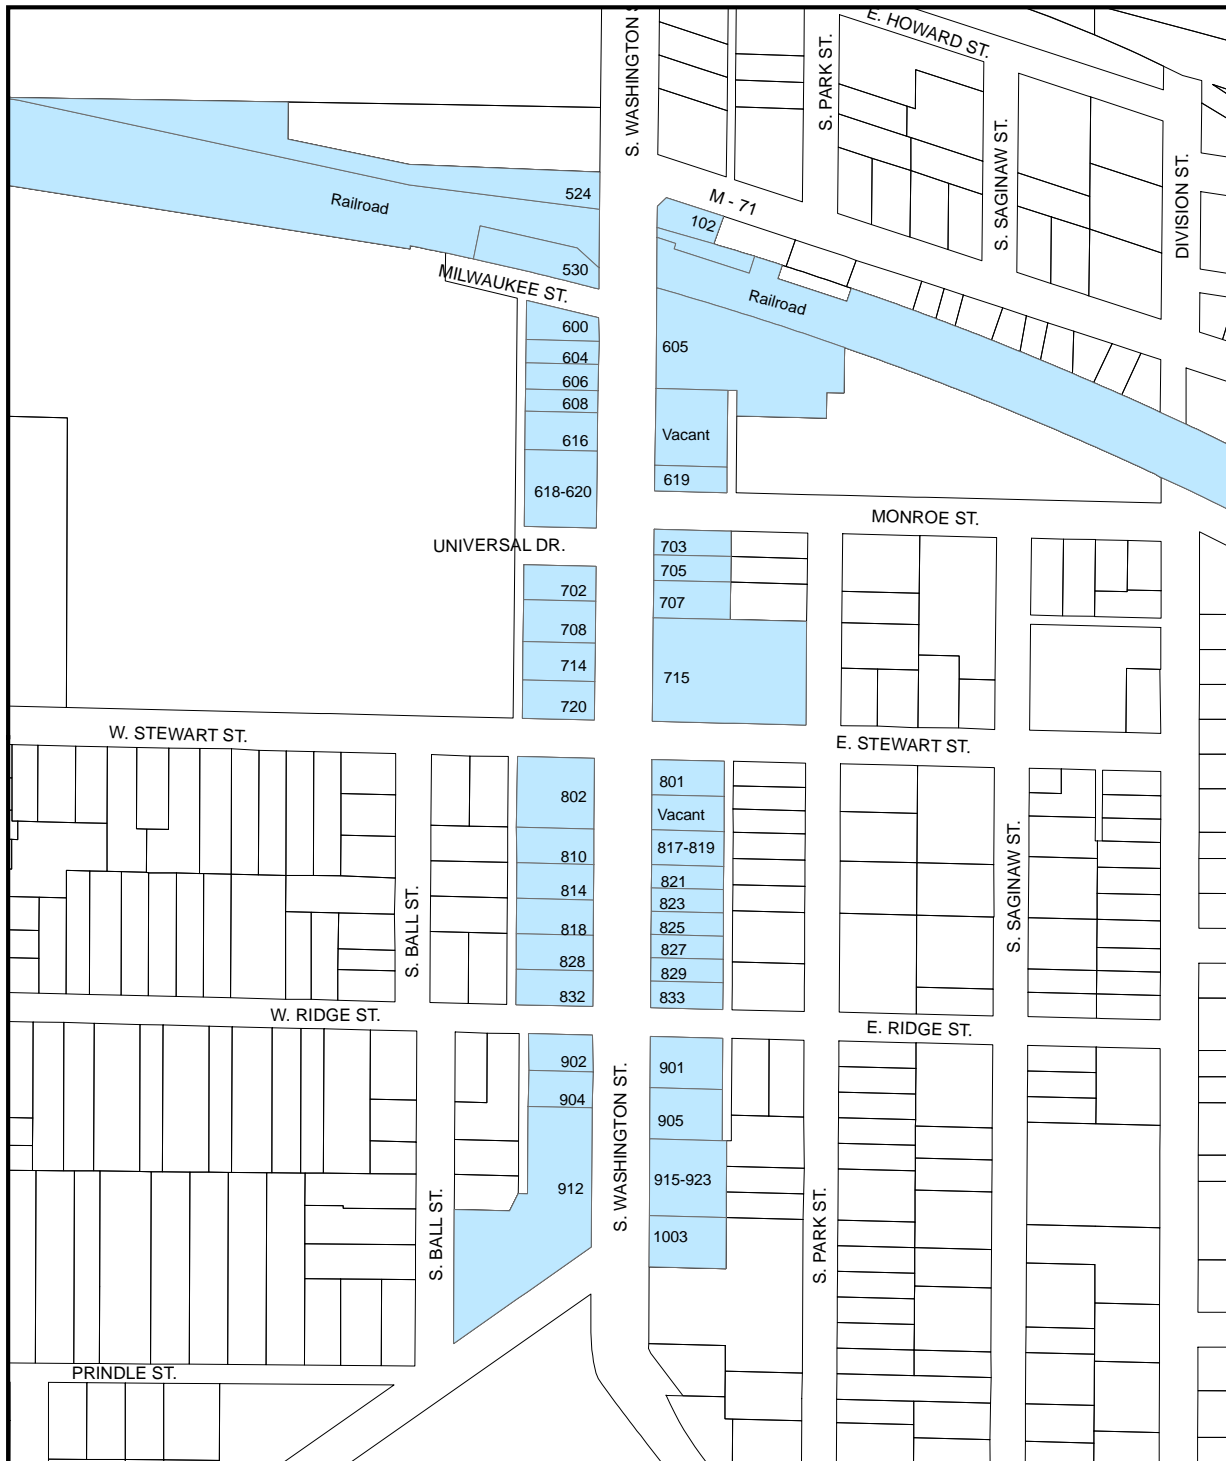 E. HOWARD ST.
S. WASHINGTON S
S. PARK ST.
S. SAGINAW ST.
DIVISION ST.
M - 71
524
Railroad
102
530
MILWAUKEE ST.
Railroad
600
604
606
608
616
618-620
605
Vacant
619
MONROE ST.
UNIVERSAL DR.
703
705
707
715
702
708
714
720
W. STEWART ST.
E. STEWART ST.
802
810
814
818
828
832
801
Vacant
817-819
821
823
825
827
829
833
S. BALL ST.
S. SAGINAW ST.
W. RIDGE ST.
E. RIDGE ST.
902
904
912
901
905
915-923
1003
S. WASHINGTON ST.
S. BALL ST.
S. PARK ST.
PRINDLE ST.